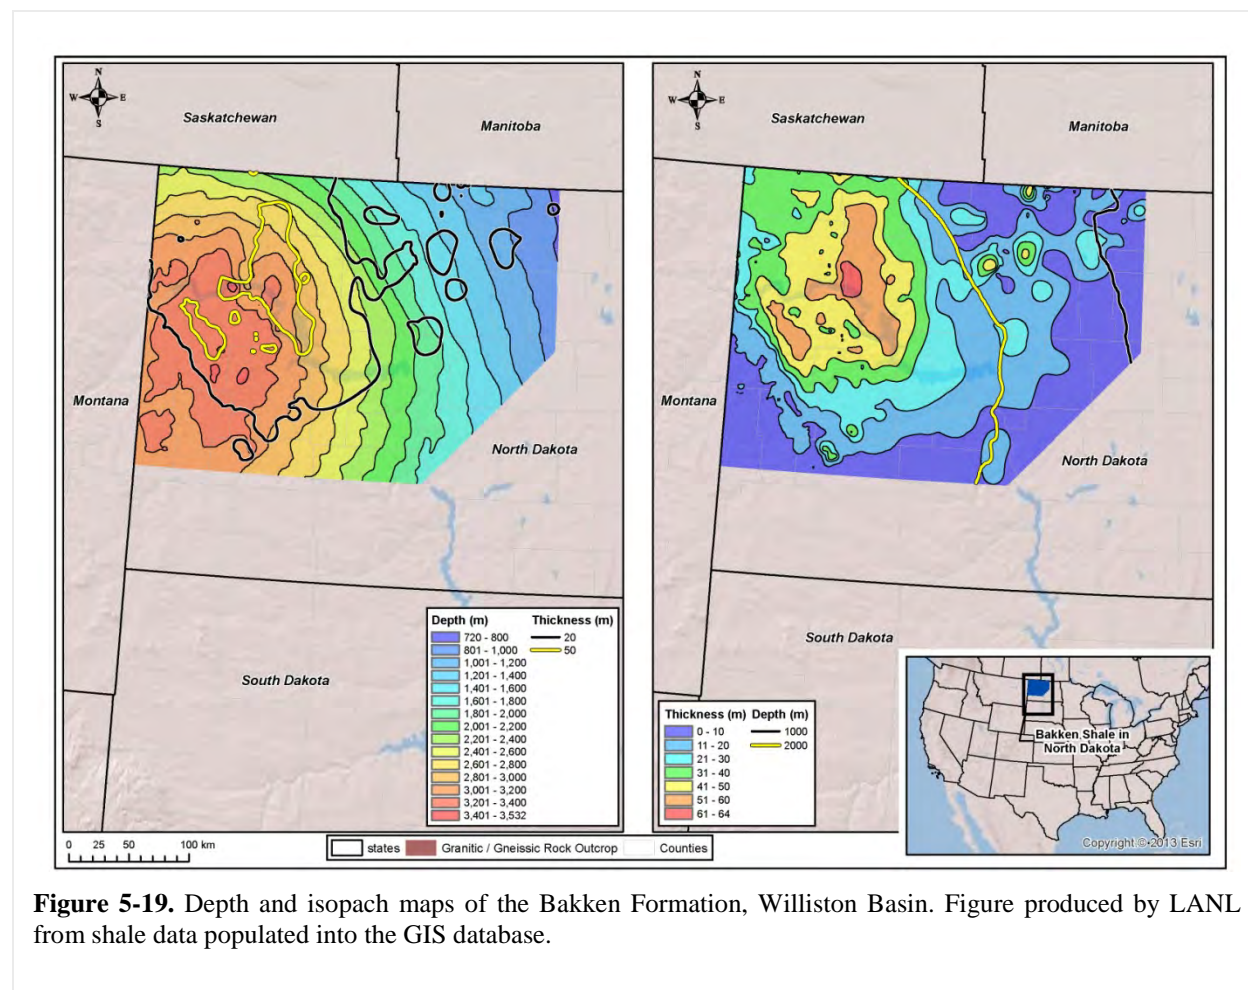 N
W E
S
Saskatchewan
Manitoba
Montana
North Dakota
South Dakota
Depth (m) Thickness (m)
720 - 800 20
801 - 1,000 50
1,001 - 1,200
1,201 - 1,400
1,401 - 1,600
1,601 - 1,800
1,801 - 2,000
2,001 - 2,200
2,201 - 2,400
2,401 - 2,600
2,601 - 2,800
2,801 - 3,000
3,001 - 3,200
3,201 - 3,400
3,401 - 3,532
N
W E
S
Saskatchewan
Manitoba
Montana
North Dakota
South Dakota
Thickness (m) Depth (m)
0 - 10 1000
11 - 20 2000
21 - 30
31 - 40
41 - 50
51 - 60
61 - 64
Bakken Shale in
North Dakota
Copyright:© 2013 Esri
0 25 50 100 km
states Granitic / Gneissic Rock Outcrop Counties
Figure 5-19. Depth and isopach maps of the Bakken Formation, Williston Basin. Figure produced by LANL
from shale data populated into the GIS database.